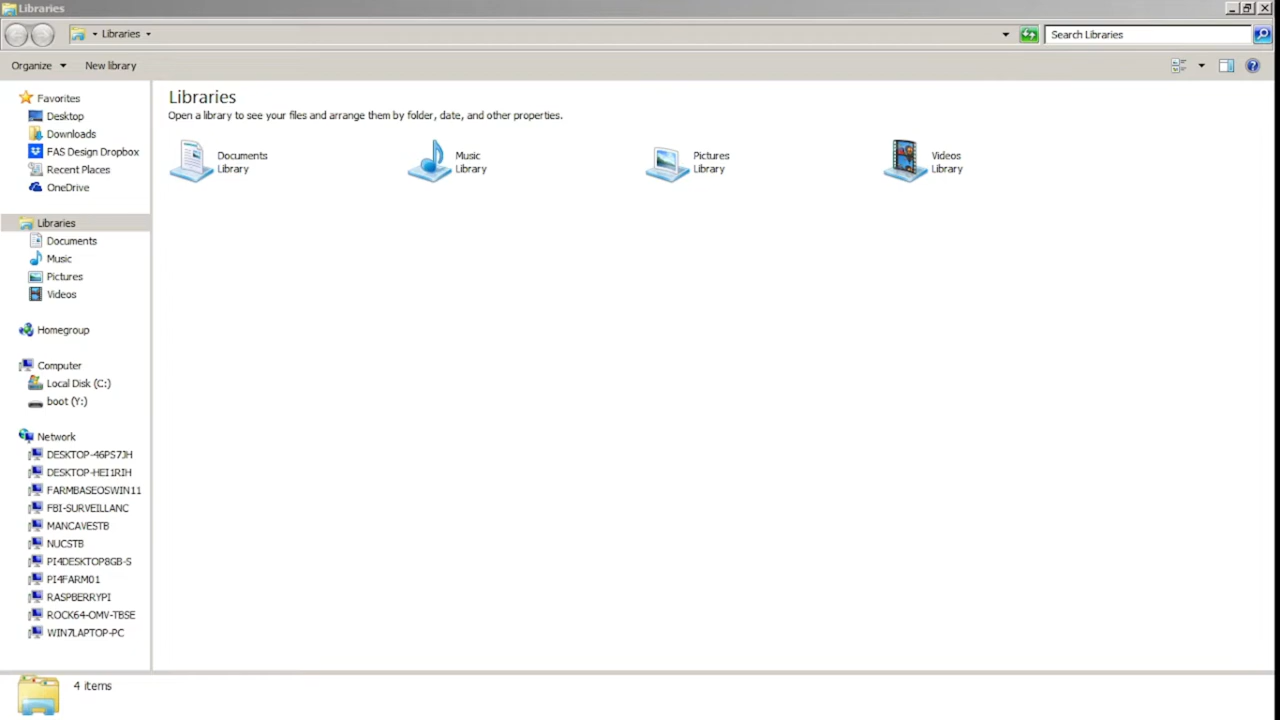 Libraries
Libraries
Search Libraries
Organize
New library
Favorites
Desktop
Downloads
FAS Design Dropbox
Recent Places
OneDrive
Libraries
Documents
Music
Pictures
Videos
Homegroup
Computer
Local Disk (C:)
boot (Y:)
Network
DESKTOP-46PS7JH
DESKTOP-HEI1RIH
FARMBASEOSWIN11
FBI-SURVEILLANC
MANCAVESTB
NUCSTB
PI4DESKTOP8GB-S
PI4FARM01
RASPBERRYPI
ROCK64-OMV-TBSE
WIN7LAPTOP-PC
Libraries
Open a library to see your files and arrange them by folder, date, and other properties.
Documents
Library
Music
Library
Pictures
Library
Videos
Library
4 items